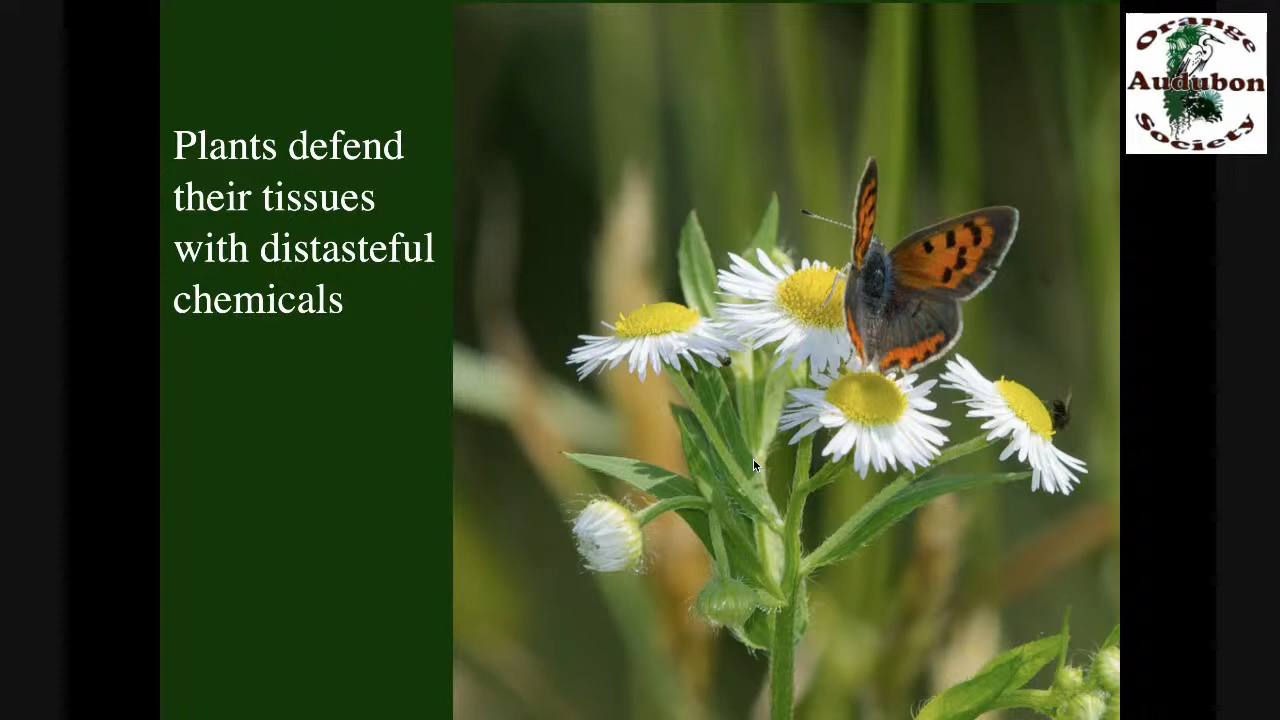 Plants defend
their tissues
with distasteful
chemicals
Orange
Audubon
Society